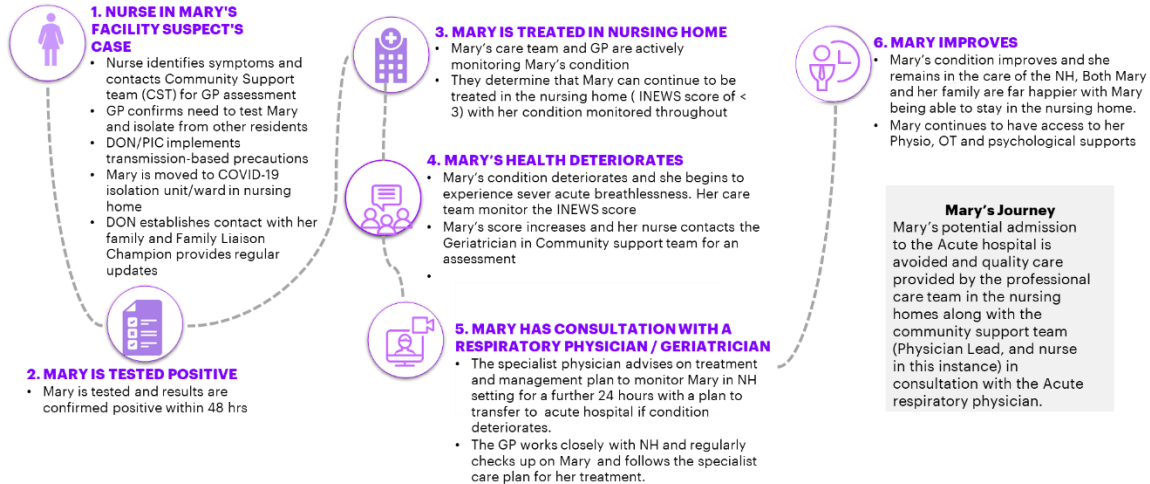 1. NURSE IN MARY'S
FACILITY SUSPECT'S
CASE
• Nurse identifies symptoms and
contacts Community Support
team (CST) for GP assessment
• GP confirms need to test Mary
and isolate from other residents
• DON/PIC implements
transmission-based precautions
• Mary is moved to COVID-19
isolation unit/ward in nursing
home
• DON establishes contact with her
family and Family Liaison
Champion provides regular
updates
2. MARY IS TESTED POSITIVE
• Mary is tested and results are
confirmed positive within 48 hrs
3. MARY IS TREATED IN NURSING HOME
• Mary's care team and GP are actively
monitoring Mary's condition
• They determine that Mary can continue to be
treated in the nursing home ( INEWS score of <
3) with her condition monitored throughout
4. MARY'S HEALTH DETERIORATES
• Mary's condition deteriorates and she begins to
experience sever acute breathlessness. Her care
team monitor the INEWS score
• Mary's score increases and her nurse contacts the
Geriatrician in Community support team for an
assessment
•
5. MARY HAS CONSULTATION WITH A
RESPIRATORY PHYSICIAN / GERIATRICIAN
• The specialist physician advises on treatment
and management plan to monitor Mary in NH
setting for a further 24 hours with a plan to
transfer to acute hospital if condition
deteriorates.
• The GP works closely with NH and regularly
checks up on Mary and follows the specialist
care plan for her treatment.
6. MARY IMPROVES
• Mary's condition improves and she
remains in the care of the NH, Both Mary
and her family are far happier with Mary
being able to stay in the nursing home.
• Mary continues to have access to her
Physio, OT and psychological supports
Mary's Journey
Mary's potential admission
to the Acute hospital is
avoided and quality care
provided by the professional
care team in the nursing
homes along with the
community support team
(Physician Lead, and nurse
in this instance) in
consultation with the Acute
respiratory physician.